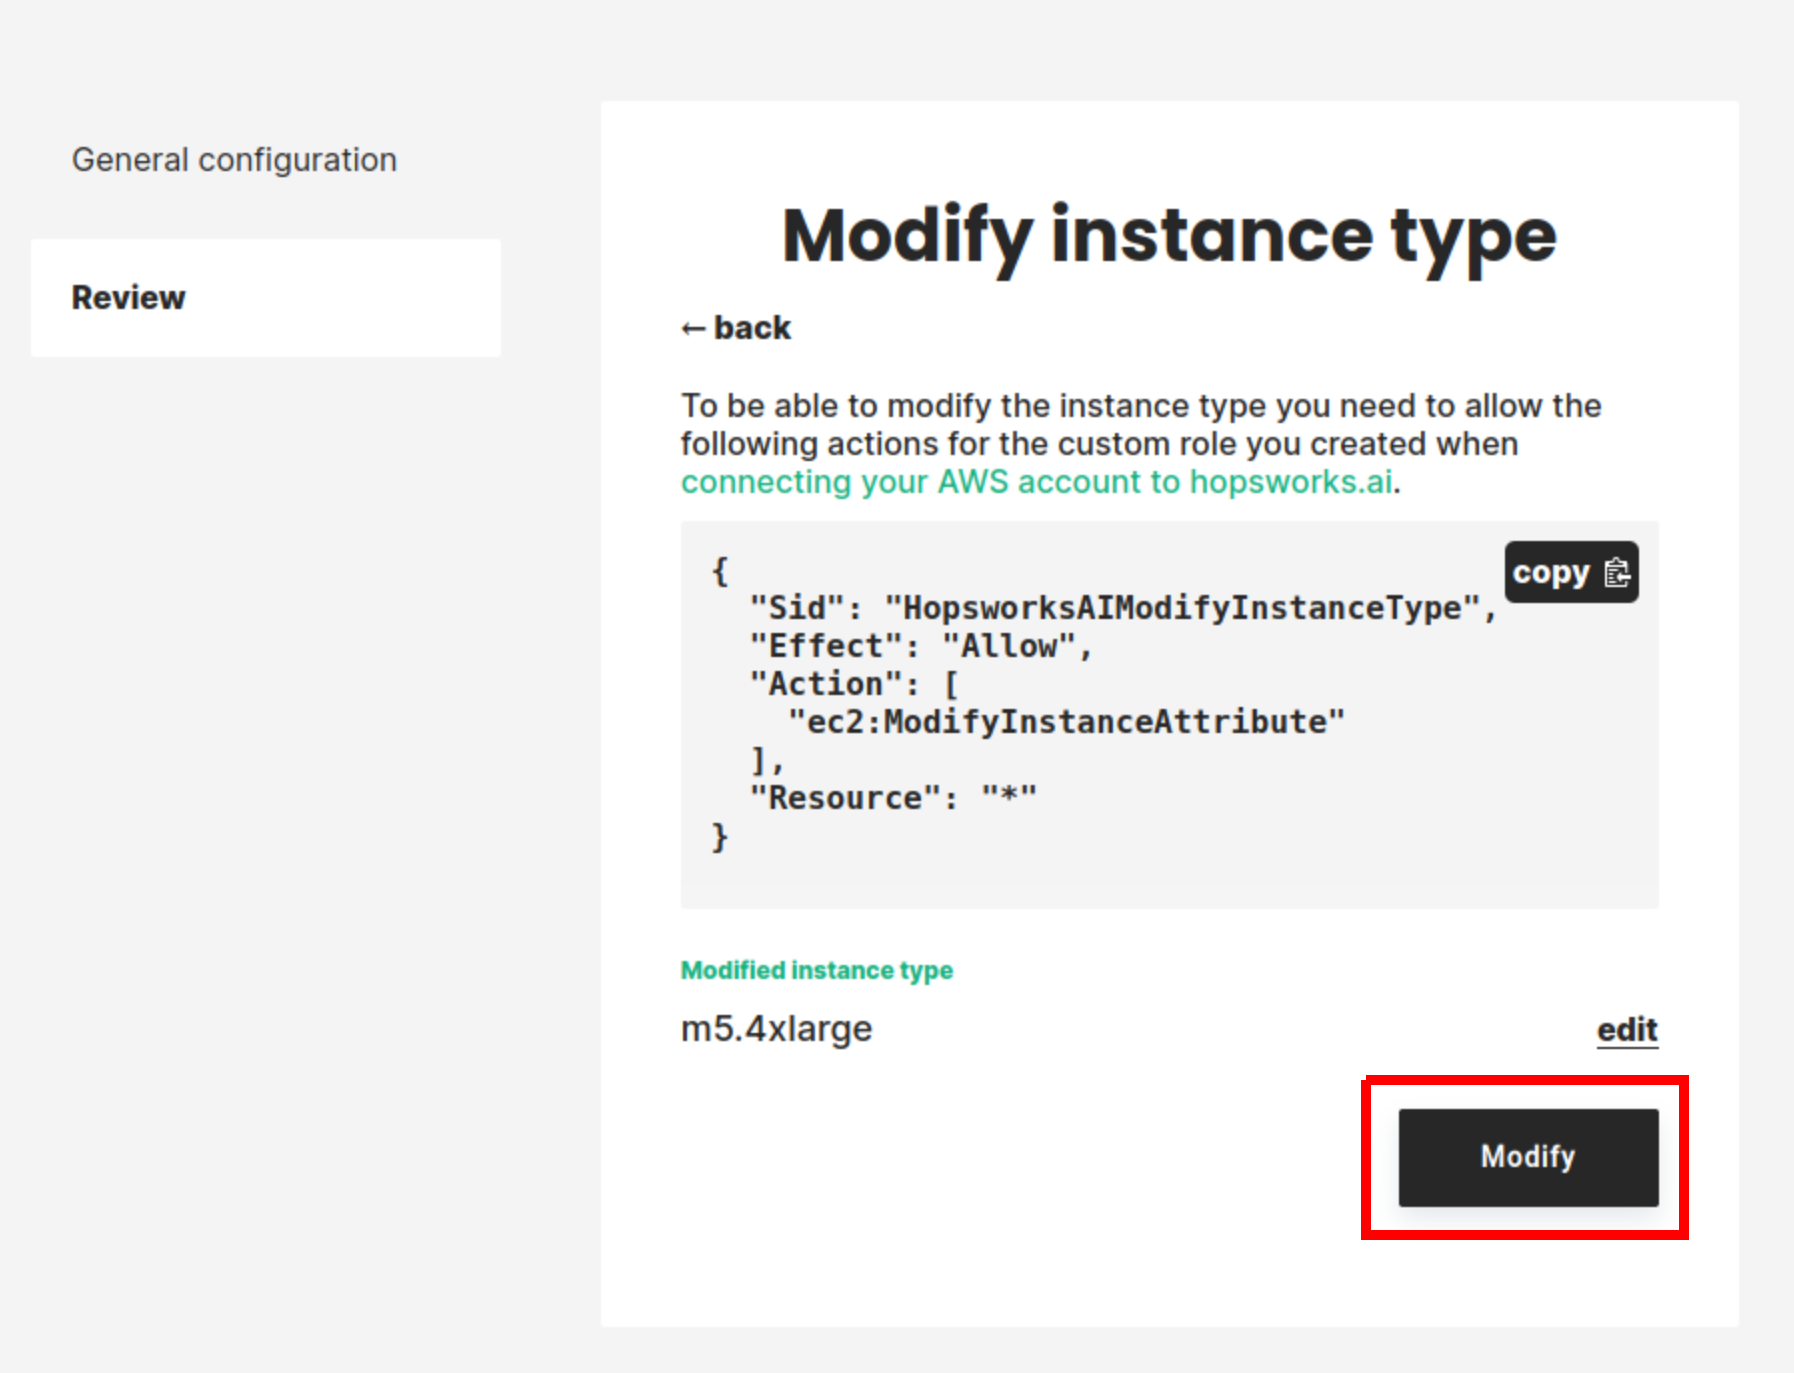 General configuration
Review
Modify instance type
← back
To be able to modify the instance type you need to allow the
following actions for the custom role you created when
connecting your AWS account to hopsworks.ai.
copy
{
  "Sid": "HopsworksAIModifyInstanceType",
  "Effect": "Allow",
  "Action": [
    "ec2:ModifyInstanceAttribute"
  ],
  "Resource": "*"
}
Modified instance type
m5.4xlarge
edit
Modify